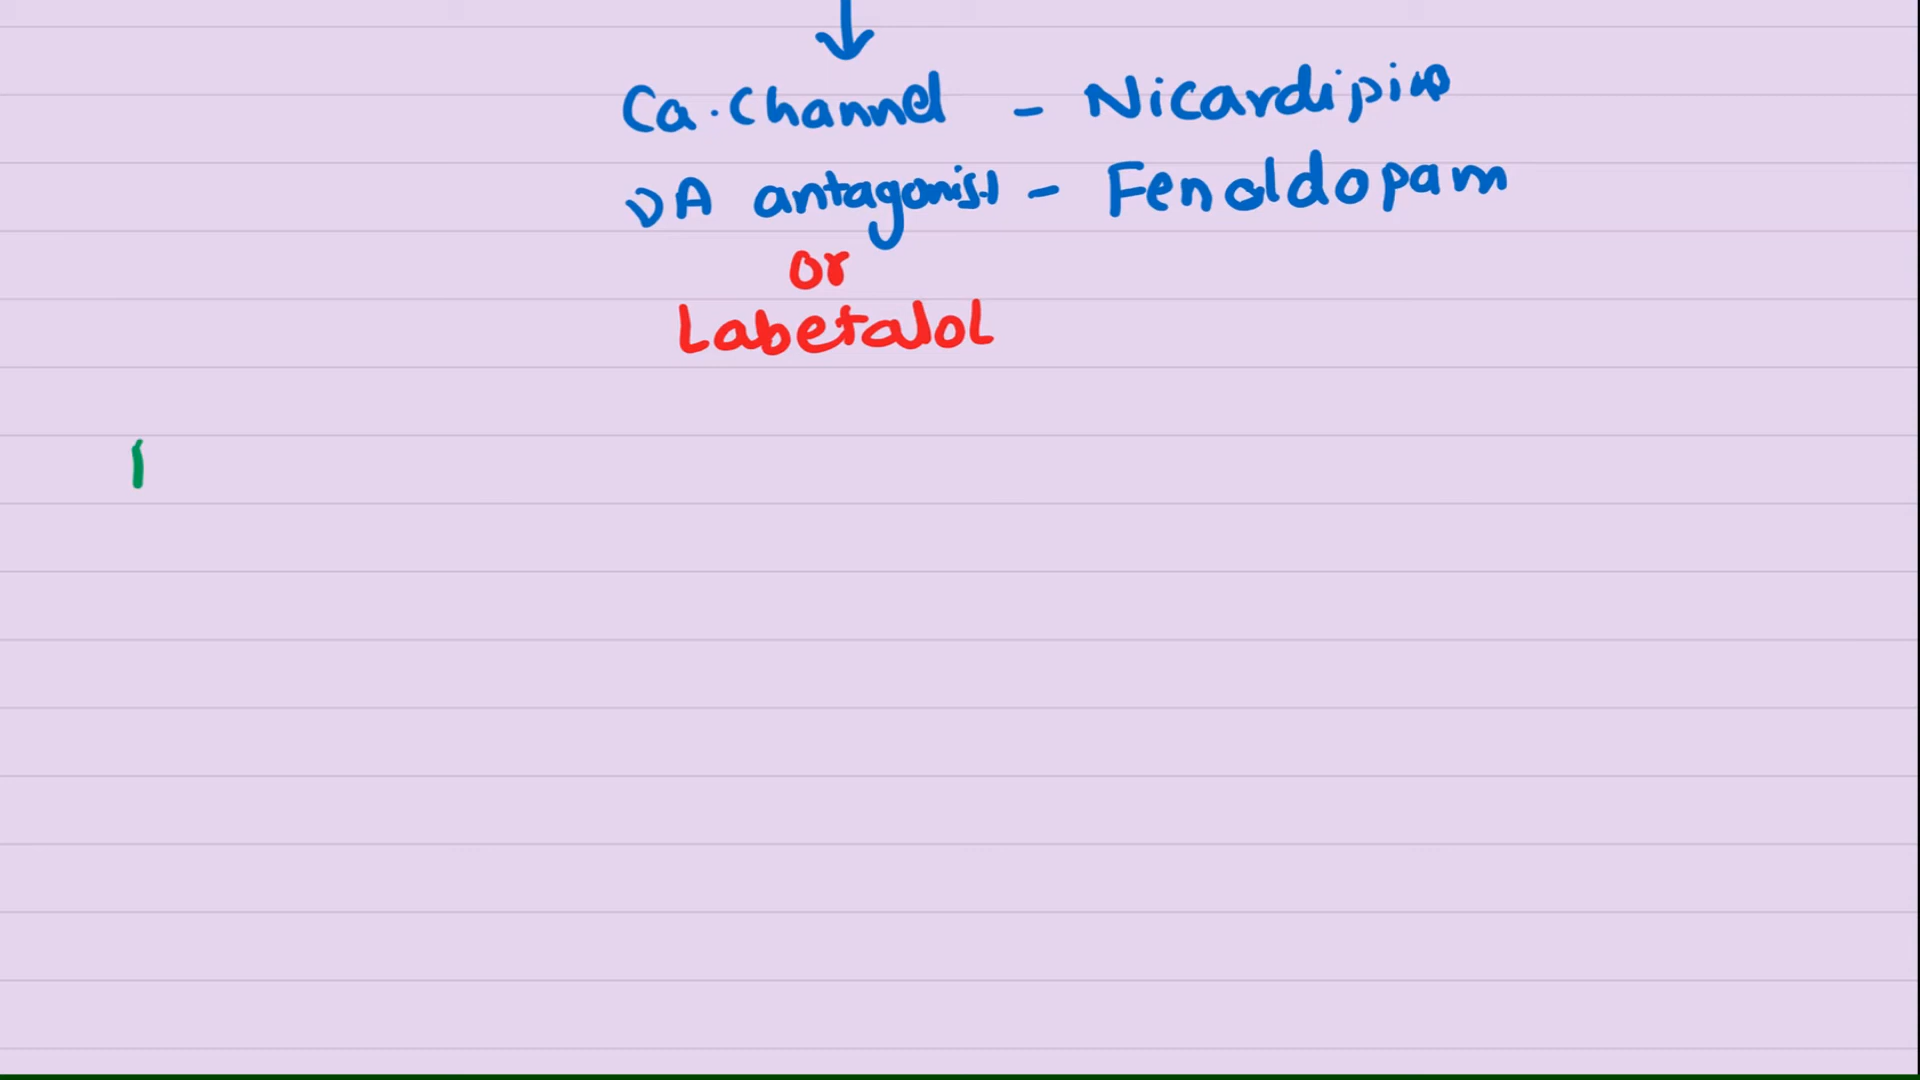 Ca. Channel - Nicardipine
DA antagonist - Fenoldopam
or
Labetalol